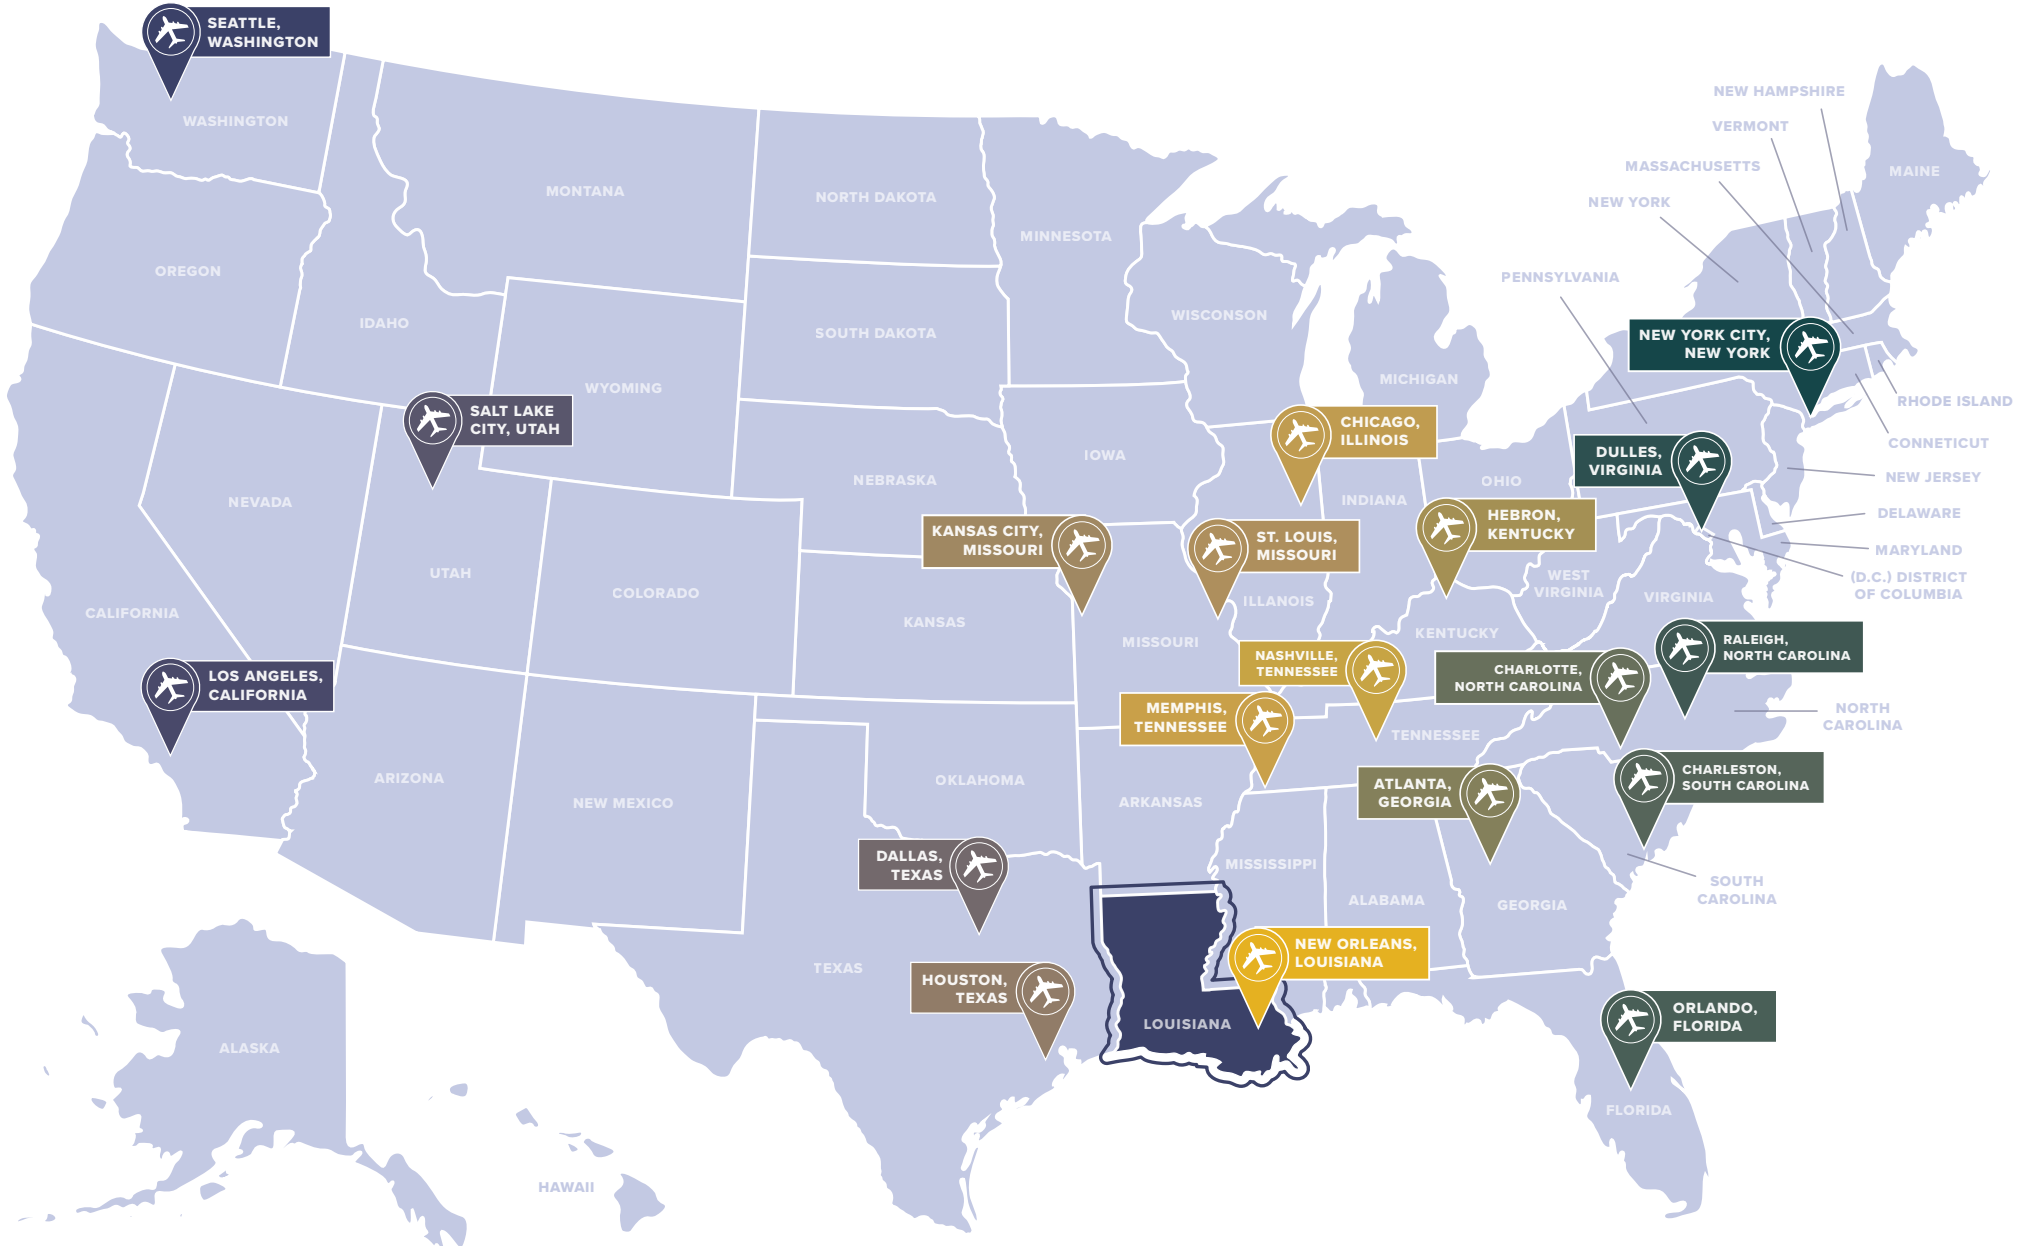 SEATTLE,
WASHINGTON
WASHINGTON
MONTANA
NORTH DAKOTA
MINNESOTA
NEW HAMPSHIRE
VERMONT
MASSACHUSETTS
NEW YORK
MAINE
OREGON
IDAHO
SOUTH DAKOTA
WISCONSIN
PENNSYLVANIA
NEW YORK CITY,
NEW YORK
WYOMING
MICHIGAN
RHODE ISLAND
SALT LAKE
CITY, UTAH
CHICAGO,
ILLINOIS
CONNETICUT
NEVADA
NEBRASKA
IOWA
INDIANA
OHIO
DULLES,
VIRGINIA
NEW JERSEY
DELAWARE
KANSAS CITY,
MISSOURI
ST. LOUIS,
MISSOURI
HEBRON,
KENTUCKY
MARYLAND
(D.C.) DISTRICT
OF COLUMBIA
UTAH
COLORADO
CALIFORNIA
KANSAS
MISSOURI
ILLANOIS
WEST
VIRGINIA
VIRGINIA
KENTUCKY
LOS ANGELES,
CALIFORNIA
NASHVILLE,
TENNESSEE
CHARLOTTE,
NORTH CAROLINA
RALEIGH,
NORTH CAROLINA
MEMPHIS,
TENNESSEE
TENNESSEE
NORTH
CAROLINA
ARIZONA
NEW MEXICO
OKLAHOMA
ARKANSAS
ATLANTA,
GEORGIA
CHARLESTON,
SOUTH CAROLINA
DALLAS,
TEXAS
MISSISSIPPI
ALABAMA
GEORGIA
SOUTH
CAROLINA
TEXAS
HOUSTON,
TEXAS
NEW ORLEANS,
LOUISIANA
LOUISIANA
ORLANDO,
FLORIDA
ALASKA
FLORIDA
HAWAII